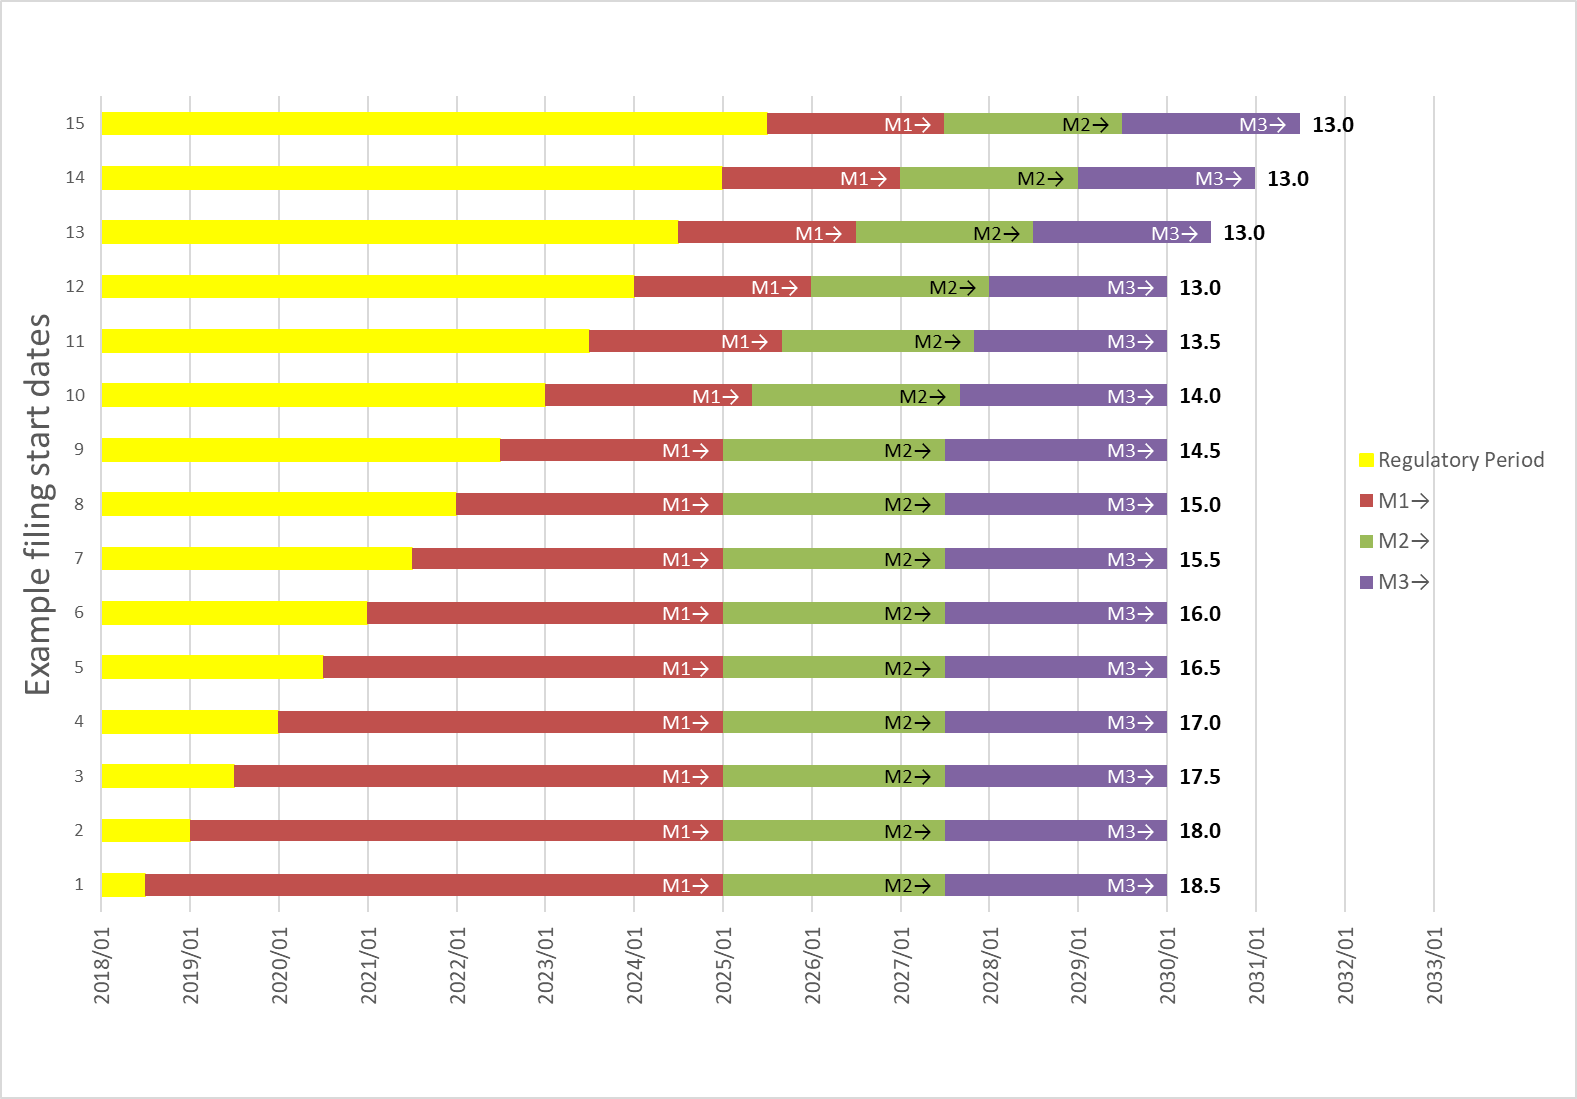 Example filing start dates
15 M1→ M2→ M3→ 13.0
14 M1→ M2→ M3→ 13.0
13 M1→ M2→ M3→ 13.0
12 M1→ M2→ M3→ 13.0
11 M1→ M2→ M3→ 13.5
10 M1→ M2→ M3→ 14.0
9 M1→ M2→ M3→ 14.5
8 M1→ M2→ M3→ 15.0
7 M1→ M2→ M3→ 15.5
6 M1→ M2→ M3→ 16.0
5 M1→ M2→ M3→ 16.5
4 M1→ M2→ M3→ 17.0
3 M1→ M2→ M3→ 17.5
2 M1→ M2→ M3→ 18.0
1 M1→ M2→ M3→ 18.5
2018/01 2019/01 2020/01 2021/01 2022/01 2023/01 2024/01 2025/01 2026/01 2027/01 2028/01 2029/01 2030/01 2031/01 2032/01 2033/01
Regulatory Period
M1→
M2→
M3→